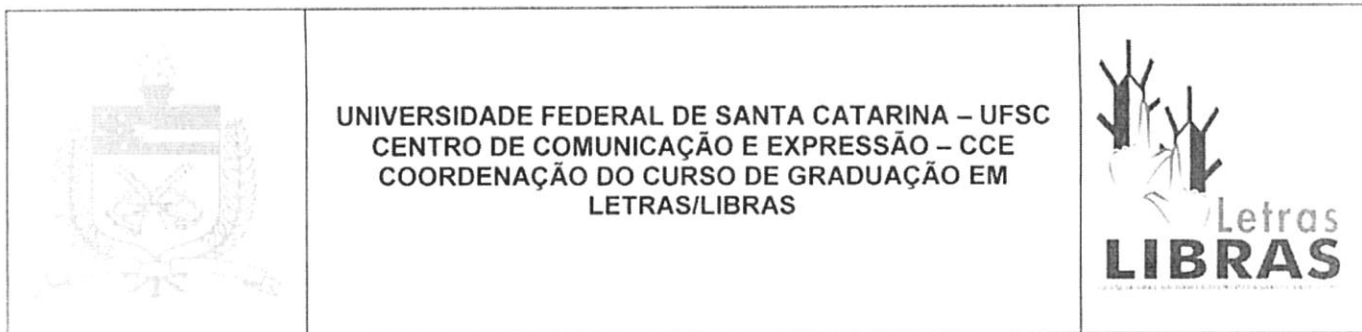 UNIVERSIDADE FEDERAL DE SANTA CATARINA – UFSC
CENTRO DE COMUNICAÇÃO E EXPRESSÃO – CCE
COORDENAÇÃO DO CURSO DE GRADUAÇÃO EM
LETRAS/LIBRAS
Letras
LIBRAS